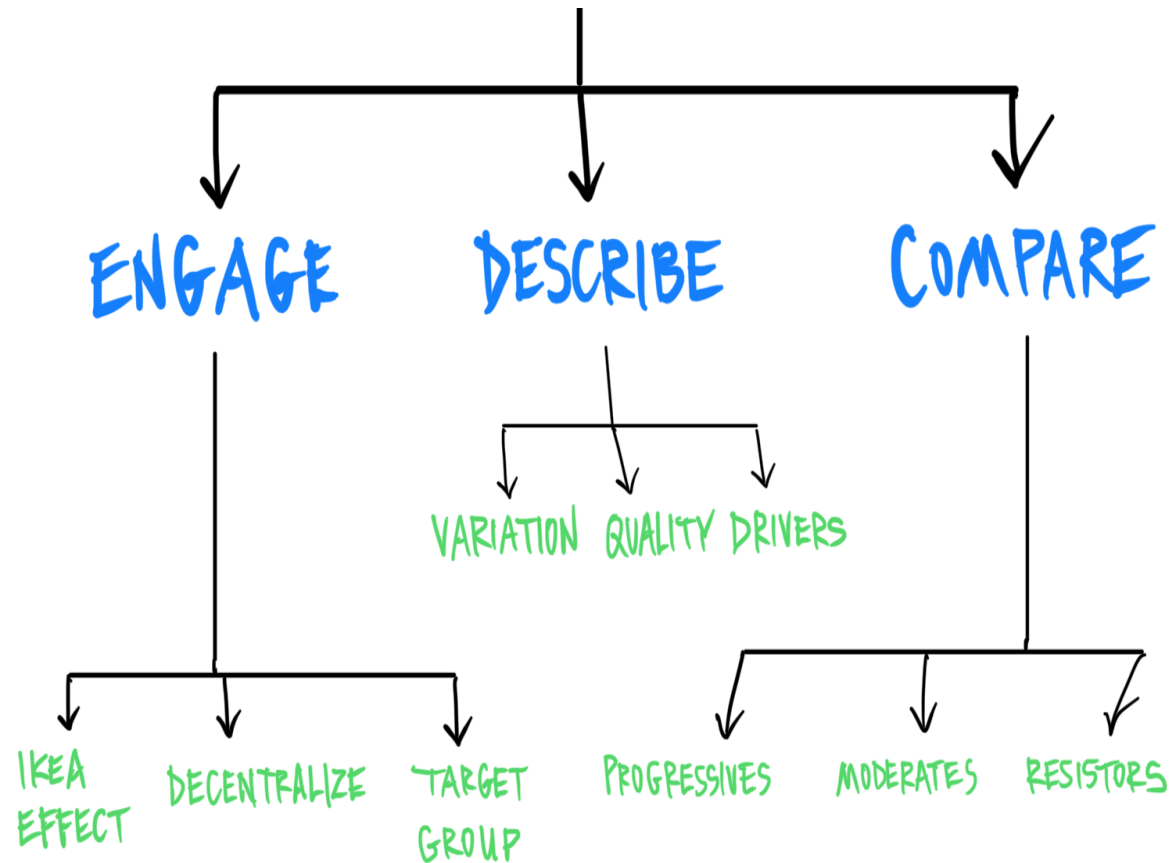 ENGAGE DESCRIBE COMPARE
VARIATION QUALITY DRIVERS
IKEA EFFECT
DECENTRALIZE
TARGET GROUP
PROGRESSIVES
MODERATES
RESISTORS